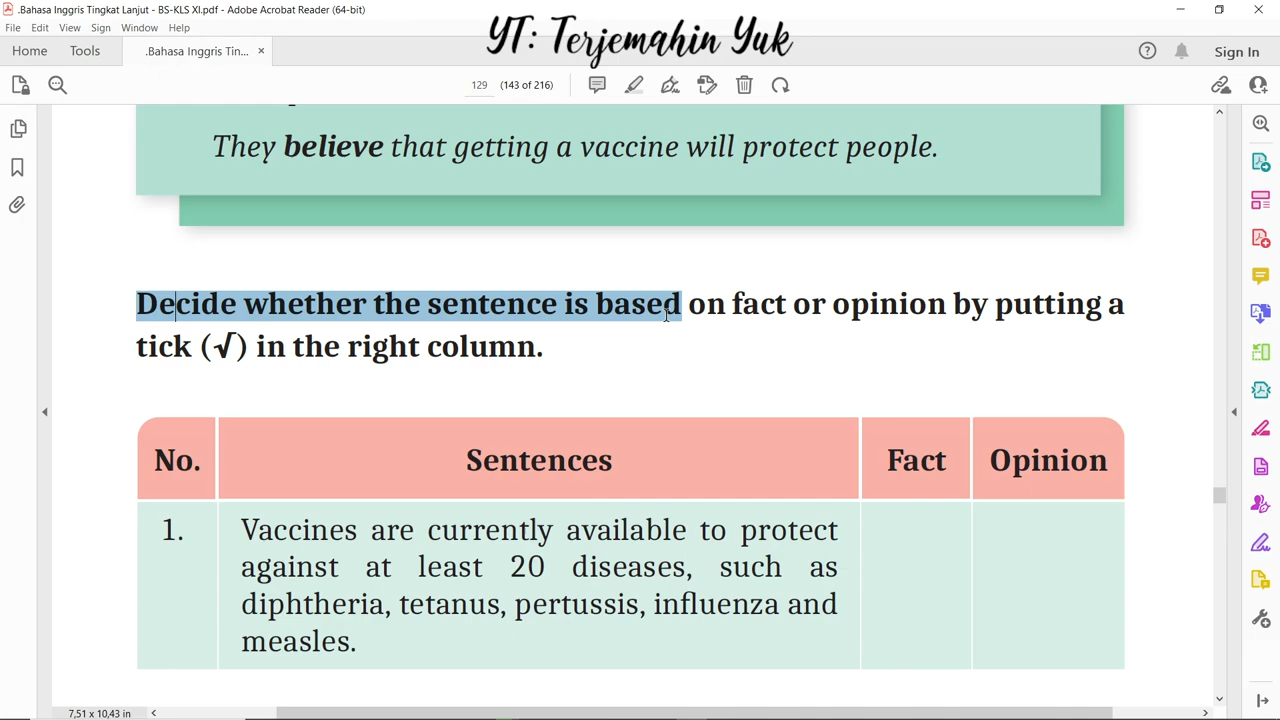 .Bahasa Inggris Tingkat Lanjut - BS-KLS XI.pdf - Adobe Acrobat Reader (64-bit)
File Edit View Sign Window Help
YT: Terjemahin Yuk
Home Tools .Bahasa Inggris Tin... × Sign In
129 (143 of 216)
They believe that getting a vaccine will protect people.
Decide whether the sentence is based on fact or opinion by putting a
tick (√) in the right column.
No. Sentences Fact Opinion
1. Vaccines are currently available to protect
against at least 20 diseases, such as
diphtheria, tetanus, pertussis, influenza and
measles.
7,51 x 10,43 in